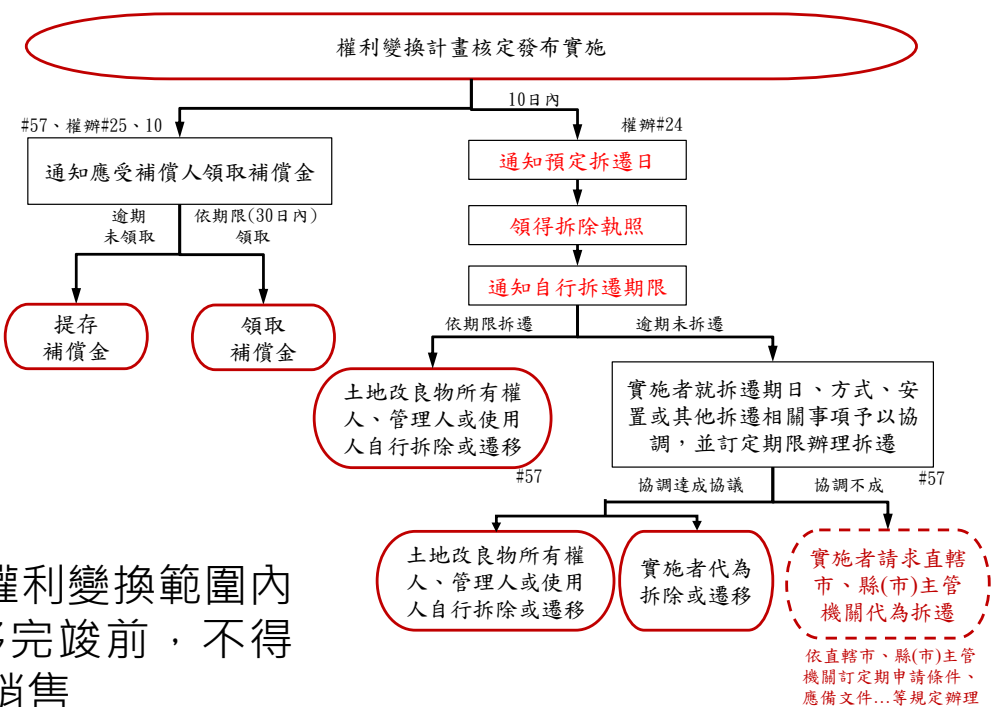 權利變換計畫核定發布實施
10日內
#57、權辦#25、10
通知應受補償人領取補償金
逾期
未領取
依期限(30日內)
領取
提存
補償金
領取
補償金
權辦#24
通知預定拆遷日
領得拆除執照
通知自行拆遷期限
依期限拆遷
逾期未拆遷
土地改良物所有權
人、管理人或使用
人自行拆除或遷移
#57
實施者就拆遷期日、方式、安
置或其他拆遷相關事項予以協
調，並訂定期限辦理拆遷
#57
協調達成協議
協調不成
土地改良物所有權
人、管理人或使用
人自行拆除或遷移
實施者代為
拆除或遷移
實施者請求直轄
市、縣(市)主管
機關代為拆遷
依直轄市、縣(市)主管
機關訂定期申請條件、
應備文件...等規定辦理
權利變換範圍內
完竣前，不得
銷售